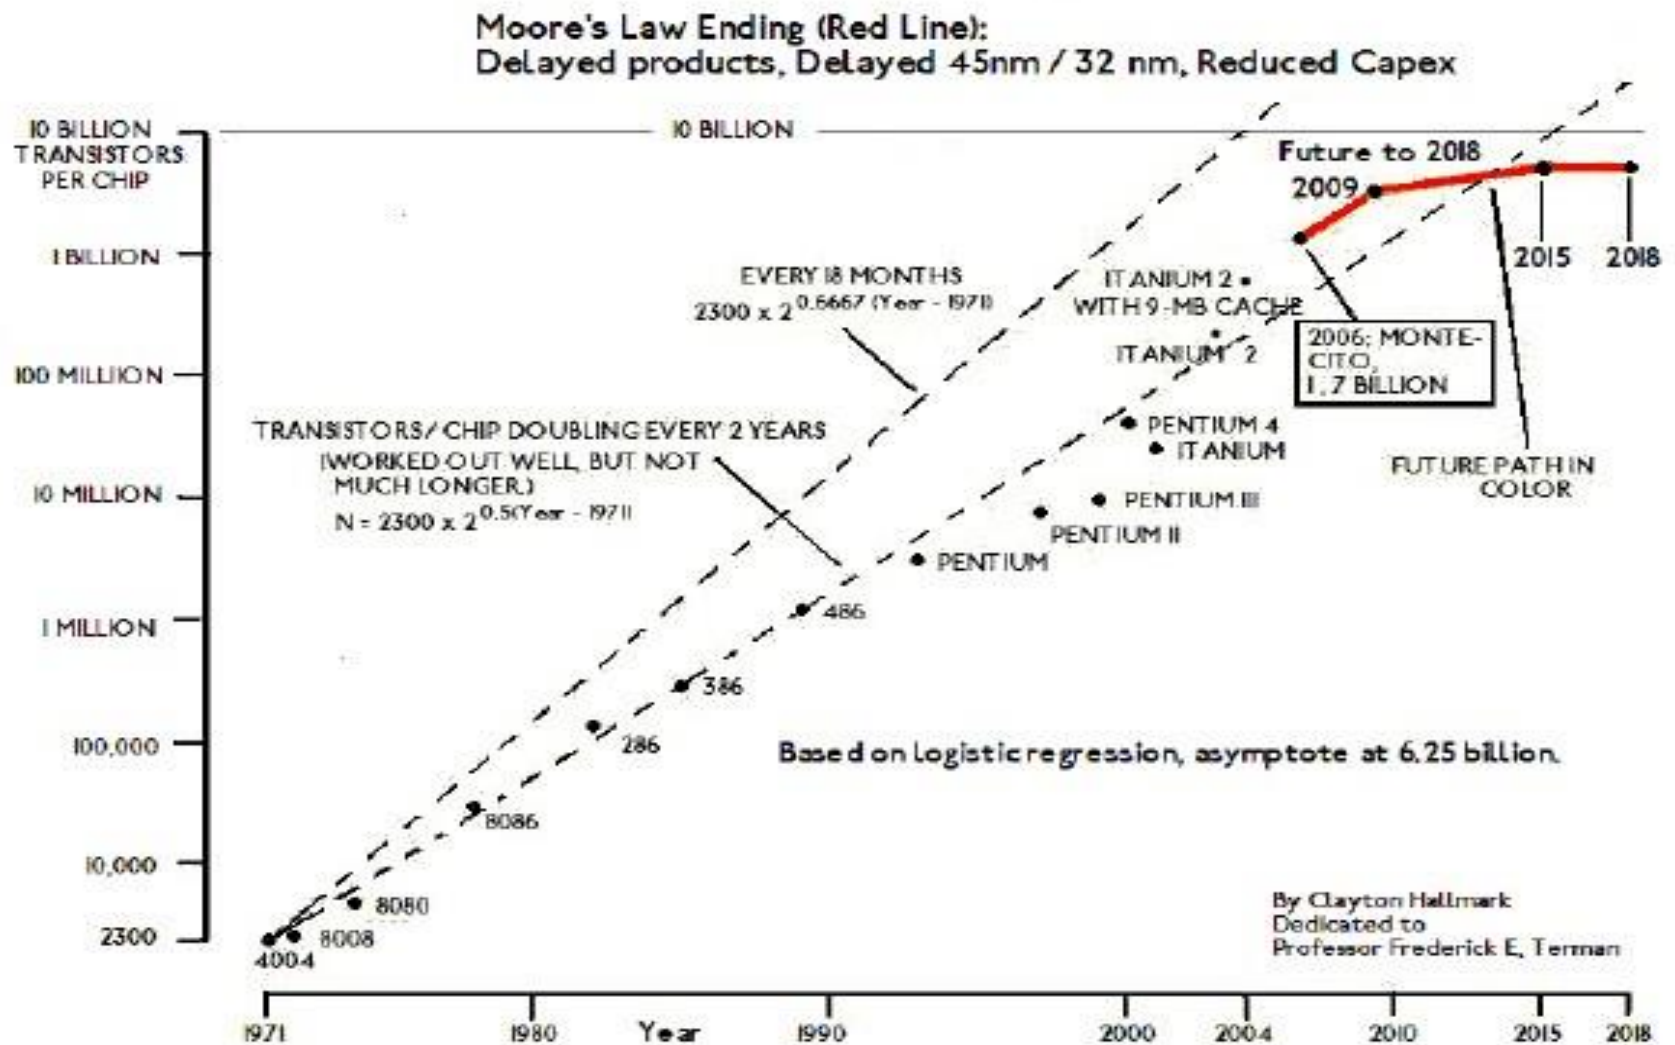 Moore's Law Ending (Red Line):
Delayed products, Delayed 45nm / 32 nm, Reduced Capex
10 BILLION
TRANSISTORS
PER CHIP
10 BILLION
Future to 2018
2009
1 BILLION
2015
2018
EVERY 18 MONTHS
2300 x 2^0.6667 (Year - 1971)
ITANIUM 2
WITH 9-MB CACHE
ITANIUM 2
2006: MONTE-
CITO,
1,7 BILLION
100 MILLIION
TRANSISTORS/ CHIP DOUBLING EVERY 2 YEARS
(WORKED OUT WELL, BUT NOT
MUCH LONGER.)
N = 2300 x 2^0.5(Year - 1971)
PENTIUM 4
ITANIUM
FUTURE PATH IN
COLOR
10 MILLION
PENTIUM III
PENTIUM II
PENTIUM
486
1 MILLION
386
100,000
286
Based on logistic regression, asymptote at 6.25 billion.
8086
10,000
8080
8008
2300
4004
By Clayton Hallmark
Dedicated to
Professor Frederick E, Terman
1971
1980
Year
1990
2000
2004
2010
2015
2018